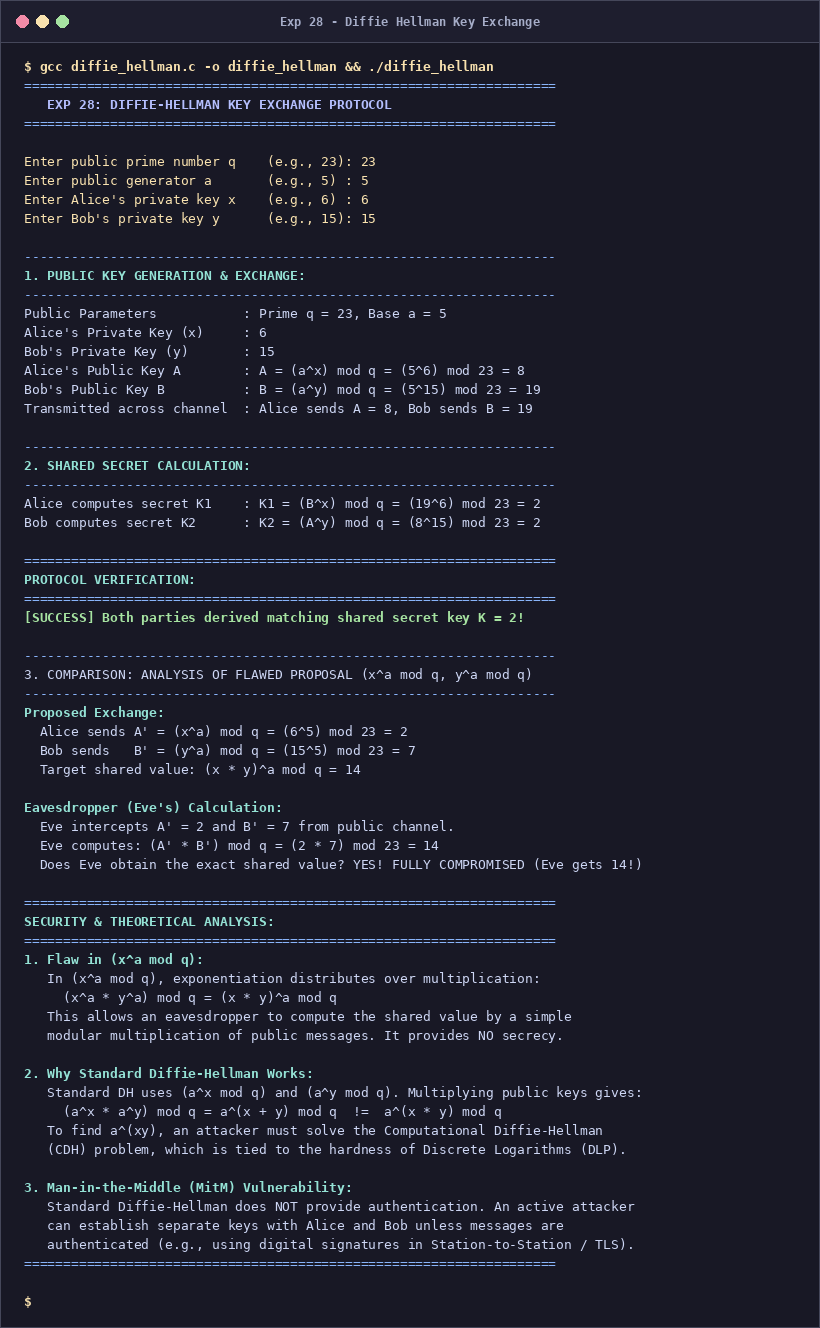 Exp 28 - Diffie Hellman Key Exchange
$ gcc diffie_hellman.c -o diffie_hellman && ./diffie_hellman
====================================================================
   EXP 28: DIFFIE-HELLMAN KEY EXCHANGE PROTOCOL
====================================================================

Enter public prime number q    (e.g., 23): 23
Enter public generator a       (e.g., 5) : 5
Enter Alice's private key x    (e.g., 6) : 6
Enter Bob's private key y      (e.g., 15): 15

--------------------------------------------------------------------
1. PUBLIC KEY GENERATION & EXCHANGE:
--------------------------------------------------------------------
Public Parameters           : Prime q = 23, Base a = 5
Alice's Private Key (x)     : 6
Bob's Private Key (y)       : 15
Alice's Public Key A        : A = (a^x) mod q = (5^6) mod 23 = 8
Bob's Public Key B          : B = (a^y) mod q = (5^15) mod 23 = 19
Transmitted across channel  : Alice sends A = 8, Bob sends B = 19

--------------------------------------------------------------------
2. SHARED SECRET CALCULATION:
--------------------------------------------------------------------
Alice computes secret K1    : K1 = (B^x) mod q = (19^6) mod 23 = 2
Bob computes secret K2      : K2 = (A^y) mod q = (8^15) mod 23 = 2

====================================================================
PROTOCOL VERIFICATION:
====================================================================
[SUCCESS] Both parties derived matching shared secret key K = 2!

--------------------------------------------------------------------
3. COMPARISON: ANALYSIS OF FLAWED PROPOSAL (x^a mod q, y^a mod q)
--------------------------------------------------------------------
Proposed Exchange:
  Alice sends A' = (x^a) mod q = (6^5) mod 23 = 2
  Bob sends   B' = (y^a) mod q = (15^5) mod 23 = 7
  Target shared value: (x * y)^a mod q = 14

Eavesdropper (Eve's) Calculation:
  Eve intercepts A' = 2 and B' = 7 from public channel.
  Eve computes: (A' * B') mod q = (2 * 7) mod 23 = 14
  Does Eve obtain the exact shared value? YES! FULLY COMPROMISED (Eve gets 14!)

====================================================================
SECURITY & THEORETICAL ANALYSIS:
====================================================================
1. Flaw in (x^a mod q):
   In (x^a mod q), exponentiation distributes over multiplication:
     (x^a * y^a) mod q = (x * y)^a mod q
   This allows an eavesdropper to compute the shared value by a simple
   modular multiplication of public messages. It provides NO secrecy.

2. Why Standard Diffie-Hellman Works:
   Standard DH uses (a^x mod q) and (a^y mod q). Multiplying public keys gives:
     (a^x * a^y) mod q = a^(x + y) mod q  !=  a^(x * y) mod q
   To find a^(xy), an attacker must solve the Computational Diffie-Hellman
   (CDH) problem, which is tied to the hardness of Discrete Logarithms (DLP).

3. Man-in-the-Middle (MitM) Vulnerability:
   Standard Diffie-Hellman does NOT provide authentication. An active attacker
   can establish separate keys with Alice and Bob unless messages are
   authenticated (e.g., using digital signatures in Station-to-Station / TLS).
====================================================================

$